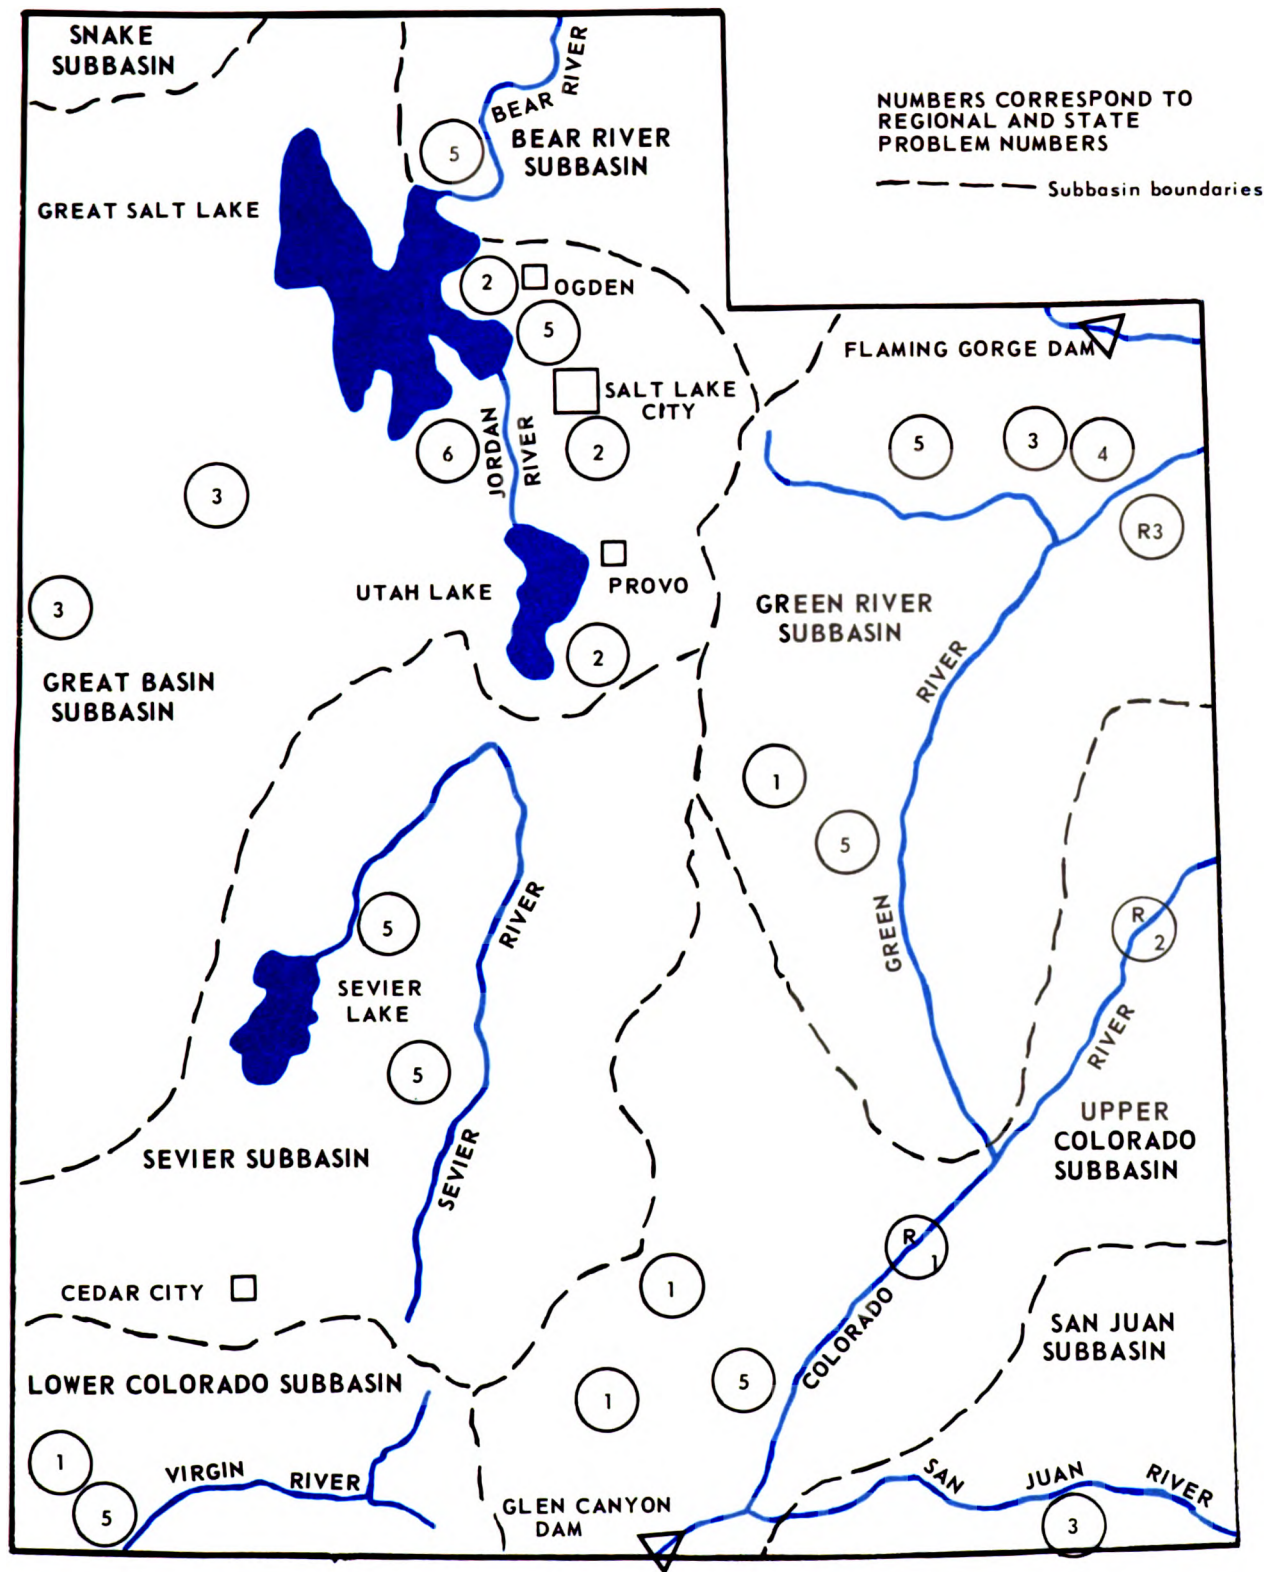 SNAKE
SUBBASIN
BEAR RIVER
5
BEAR RIVER
SUBBASIN
NUMBERS CORRESPOND TO
REGIONAL AND STATE
PROBLEM NUMBERS
Subbasin boundaries
GREAT SALT LAKE
2
OGDEN
5
FLAMING GORGE DAM
SALT LAKE
CITY
6
JORDAN
RIVER
2
5
3
4
3
R3
UTAH LAKE
PROVO
3
GREEN RIVER
SUBBASIN
2
GREAT BASIN
SUBBASIN
1
5
GREEN RIVER
5
SEVIER
LAKE
5
SEVIER RIVER
R
2
UPPER
COLORADO
SUBBASIN
SEVIER SUBBASIN
R
1
COLORADO RIVER
CEDAR CITY
1
SAN JUAN
SUBBASIN
LOWER COLORADO SUBBASIN
1
5
1
5
VIRGIN RIVER
GLEN CANYON
DAM
SAN JUAN RIVER
3